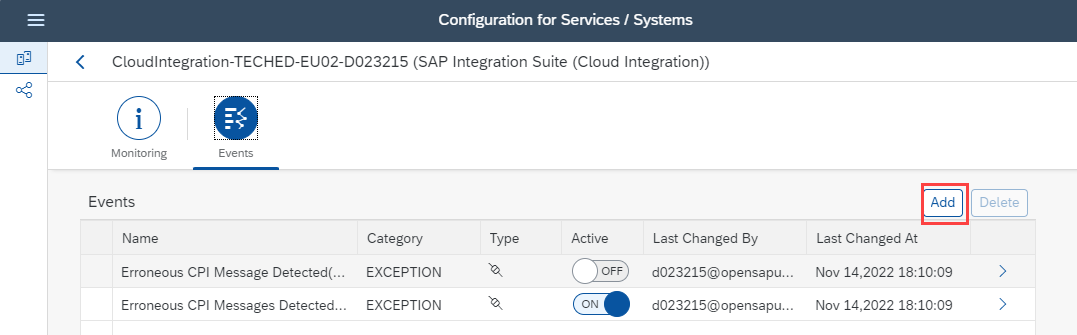 Configuration for Services / Systems
CloudIntegration-TECHED-EU02-D023215 (SAP Integration Suite (Cloud Integration))
i
Monitoring
Events
Events
Add
Delete
Name Category Type Active Last Changed By Last Changed At
Erroneous CPI Message Detected(... EXCEPTION OFF d023215@opensapu... Nov 14,2022 18:10:09
Erroneous CPI Messages Detected... EXCEPTION ON d023215@opensapu... Nov 14,2022 18:10:09